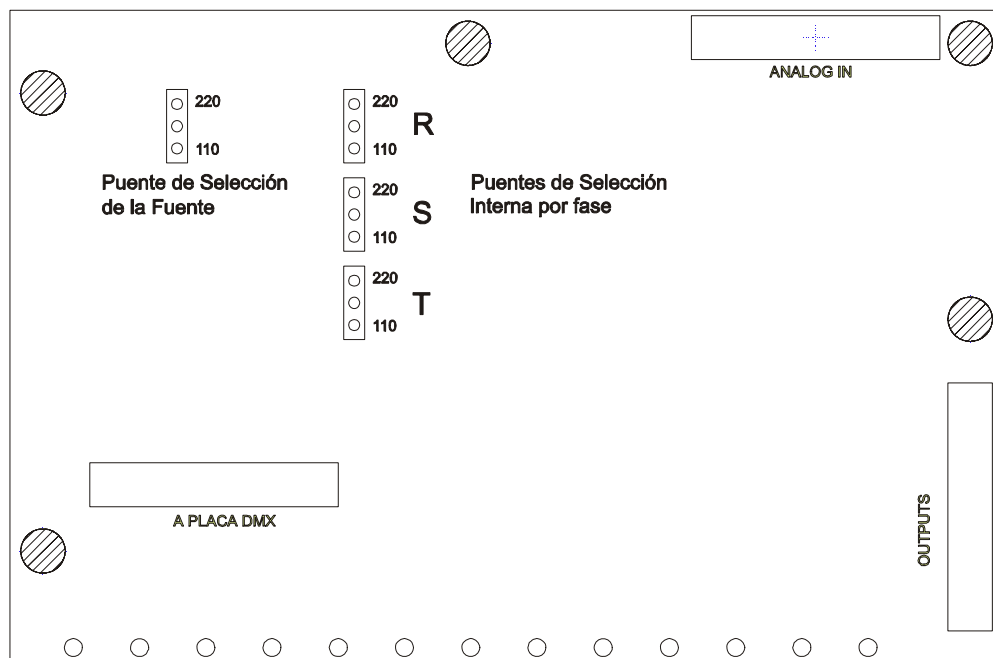 ANALOG IN
220
110
Puente de Selección
de la Fuente
220
R
110
220
S
110
220
T
110
Puentes de Selección
Interna por fase
A PLACA DMX
OUTPUTS